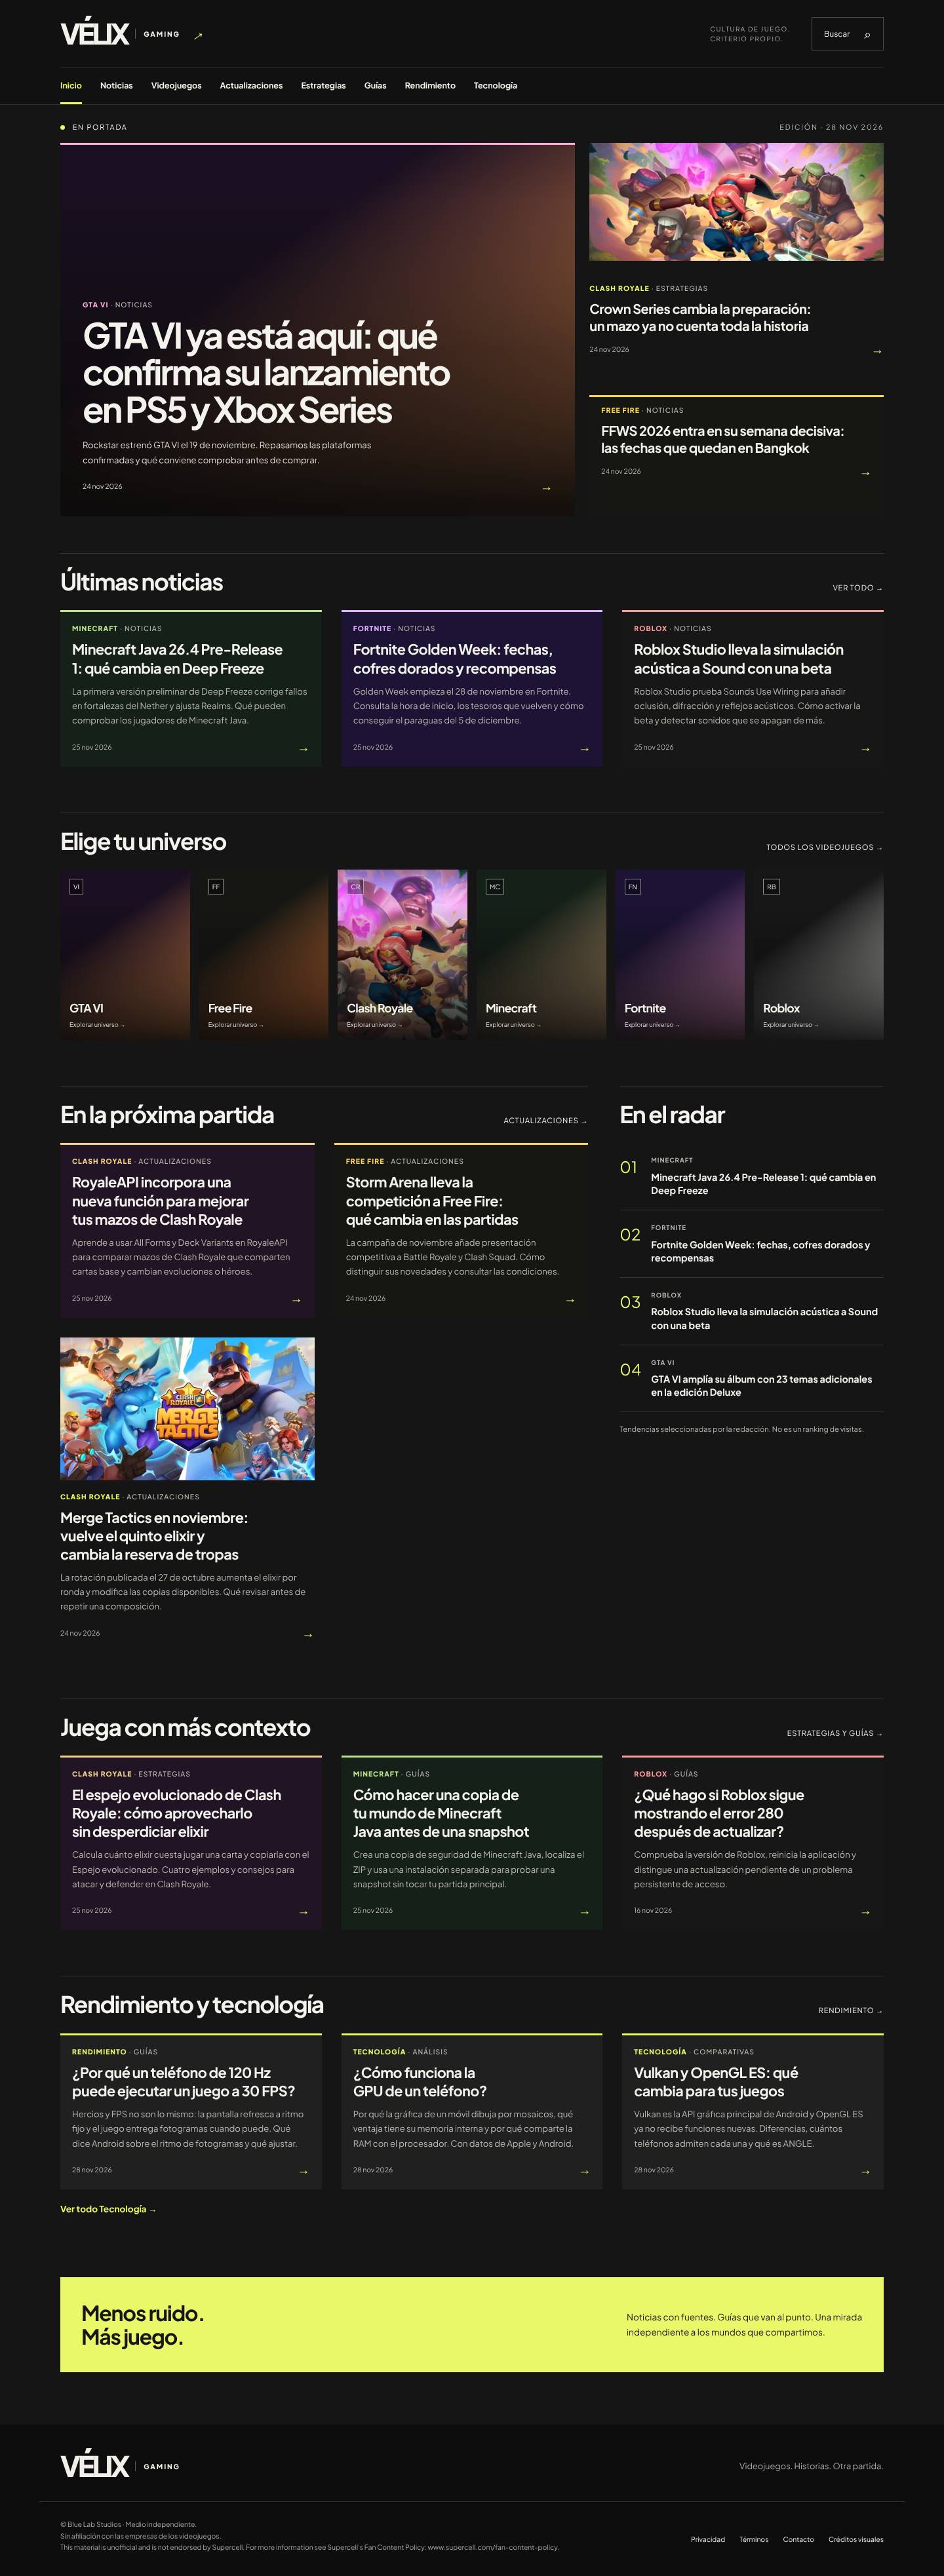 VÉLIX GAMING
CULTURA DE JUEGO.
CRITERIO PROPIO.
Buscar
Inicio Noticias Videojuegos Actualizaciones Estrategias Guías Rendimiento Tecnología
EN PORTADA
EDICIÓN · 28 NOV 2026
GTA VI · NOTICIAS
GTA VI ya está aquí: qué
confirma su lanzamiento
en PS5 y Xbox Series
Rockstar estrenó GTA VI el 19 de noviembre. Repasamos las plataformas
confirmadas y qué conviene comprobar antes de comprar.
24 nov 2026 →
CLASH ROYALE · ESTRATEGIAS
Crown Series cambia la preparación:
un mazo ya no cuenta toda la historia
24 nov 2026 →
FREE FIRE · NOTICIAS
FFWS 2026 entra en su semana decisiva:
las fechas que quedan en Bangkok
24 nov 2026 →
Últimas noticias
VER TODO →
MINECRAFT · NOTICIAS
Minecraft Java 26.4 Pre-Release
1: qué cambia en Deep Freeze
La primera versión preliminar de Deep Freeze corrige fallos
en fortalezas del Nether y ajusta Realms. Qué pueden
comprobar los jugadores de Minecraft Java.
25 nov 2026 →
FORTNITE · NOTICIAS
Fortnite Golden Week: fechas,
cofres dorados y recompensas
Golden Week empieza el 28 de noviembre en Fortnite.
Consulta la hora de inicio, los tesoros que vuelven y cómo
conseguir el paraguas del 5 de diciembre.
25 nov 2026 →
ROBLOX · NOTICIAS
Roblox Studio lleva la simulación
acústica a Sound con una beta
Roblox Studio prueba Sounds Use Wiring para añadir
oclusión, difracción y reflejos acústicos. Cómo activar la
beta y detectar sonidos que se apagan de más.
25 nov 2026 →
Elige tu universo
TODOS LOS VIDEOJUEGOS →
VI
GTA VI
Explorar universo →
FF
Free Fire
Explorar universo →
CR
Clash Royale
Explorar universo →
MC
Minecraft
Explorar universo →
FN
Fortnite
Explorar universo →
RB
Roblox
Explorar universo →
En la próxima partida
ACTUALIZACIONES →
CLASH ROYALE · ACTUALIZACIONES
RoyaleAPI incorpora una
nueva función para mejorar
tus mazos de Clash Royale
Aprende a usar All Forms y Deck Variants en RoyaleAPI
para comparar mazos de Clash Royale que comparten
cartas base y cambian evoluciones o héroes.
25 nov 2026 →
FREE FIRE · ACTUALIZACIONES
Storm Arena lleva la
competición a Free Fire:
qué cambia en las partidas
La campaña de noviembre añade presentación
competitiva a Battle Royale y Clash Squad. Cómo
distinguir sus novedades y consultar las condiciones.
24 nov 2026 →
CLASH ROYALE
MERGE
TACTICS
CLASH ROYALE · ACTUALIZACIONES
Merge Tactics en noviembre:
vuelve el quinto elixir y
cambia la reserva de tropas
La rotación publicada el 27 de octubre aumenta el elixir por
ronda y modifica las copias disponibles. Qué revisar antes de
repetir una composición.
24 nov 2026 →
En el radar
01
MINECRAFT
Minecraft Java 26.4 Pre-Release 1: qué cambia en
Deep Freeze
02
FORTNITE
Fortnite Golden Week: fechas, cofres dorados y
recompensas
03
ROBLOX
Roblox Studio lleva la simulación acústica a Sound
con una beta
04
GTA VI
GTA VI amplía su álbum con 23 temas adicionales
en la edición Deluxe
Tendencias seleccionadas por la redacción. No es un ranking de visitas.
Juega con más contexto
ESTRATEGIAS Y GUÍAS →
CLASH ROYALE · ESTRATEGIAS
El espejo evolucionado de Clash
Royale: cómo aprovecharlo
sin desperdiciar elixir
Calcula cuánto elixir cuesta jugar una carta y copiarla con el
Espejo evolucionado. Cuatro ejemplos y consejos para
atacar y defender en Clash Royale.
25 nov 2026 →
MINECRAFT · GUÍAS
Cómo hacer una copia de
tu mundo de Minecraft
Java antes de una snapshot
Crea una copia de seguridad de Minecraft Java, localiza el
ZIP y usa una instalación separada para probar una
snapshot sin tocar tu partida principal.
25 nov 2026 →
ROBLOX · GUÍAS
¿Qué hago si Roblox sigue
mostrando el error 280
después de actualizar?
Comprueba la versión de Roblox, reinicia la aplicación y
distingue una actualización pendiente de un problema
persistente de acceso.
16 nov 2026 →
Rendimiento y tecnología
RENDIMIENTO →
RENDIMIENTO · GUÍAS
¿Por qué un teléfono de 120 Hz
puede ejecutar un juego a 30 FPS?
Hercios y FPS no son lo mismo: la pantalla refresca a ritmo
fijo y el juego entrega fotogramas cuando puede. Qué
dice Android sobre el ritmo de fotogramas y qué ajustar.
28 nov 2026 →
TECNOLOGÍA · ANÁLISIS
¿Cómo funciona la
GPU de un teléfono?
Por qué la gráfica de un móvil dibuja por mosaicos, qué
ventaja tiene su memoria interna y por qué comparte la
RAM con el procesador. Con datos de Apple y Android.
28 nov 2026 →
TECNOLOGÍA · COMPARATIVAS
Vulkan y OpenGL ES: qué
cambia para tus juegos
Vulkan es la API gráfica principal de Android y OpenGL ES
ya no recibe funciones nuevas. Diferencias, cuántos
teléfonos admiten cada una y qué es ANGLE.
28 nov 2026 →
Ver todo Tecnología →
Menos ruido.
Más juego.
Noticias con fuentes. Guías que van al punto. Una mirada
independiente a los mundos que compartimos.
VÉLIX GAMING
Videojuegos. Historias. Otra partida.
© Blue Lab Studios · Medio independiente.
Sin afiliación con las empresas de los videojuegos.
This material is unofficial and is not endorsed by Supercell. For more information see Supercell's Fan Content Policy: www.supercell.com/fan-content-policy.
Privacidad Términos Contacto Créditos visuales